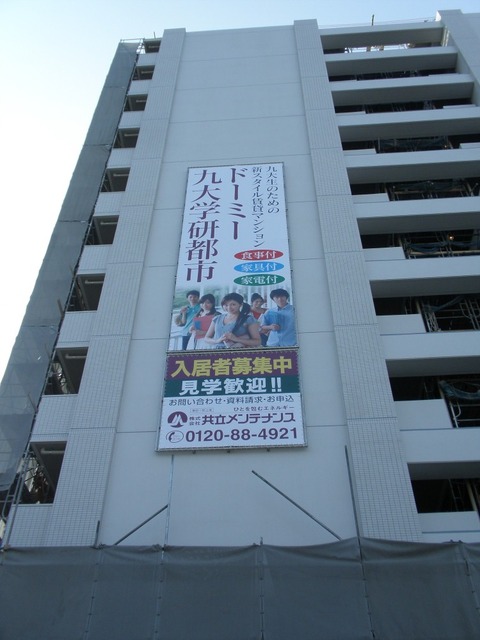 九大生のための
新スタイル賃貸マンション
ドーミー
九大学研都市
食事付
家具付
家電付
入居者募集中
見学歓迎!!
お問い合わせ・資料請求・お申込
ひとを包むエネルギー
株式会社 共立メンテナンス
0120-88-4921